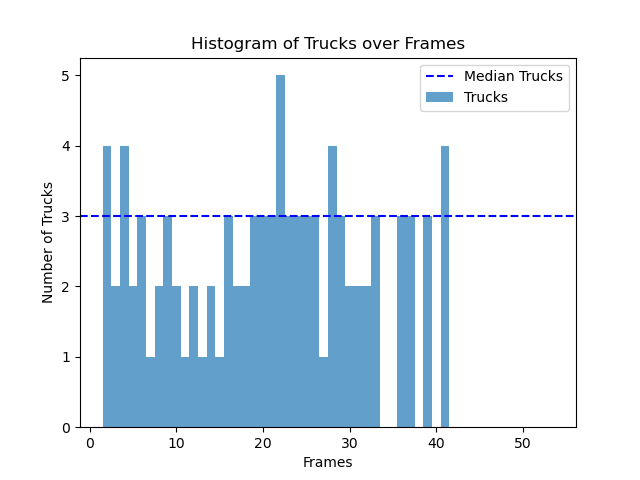 Histogram of Trucks over Frames
Median Trucks
Trucks
Number of Trucks
5
4
3
2
1
0
0 10 20 30 40 50
Frames